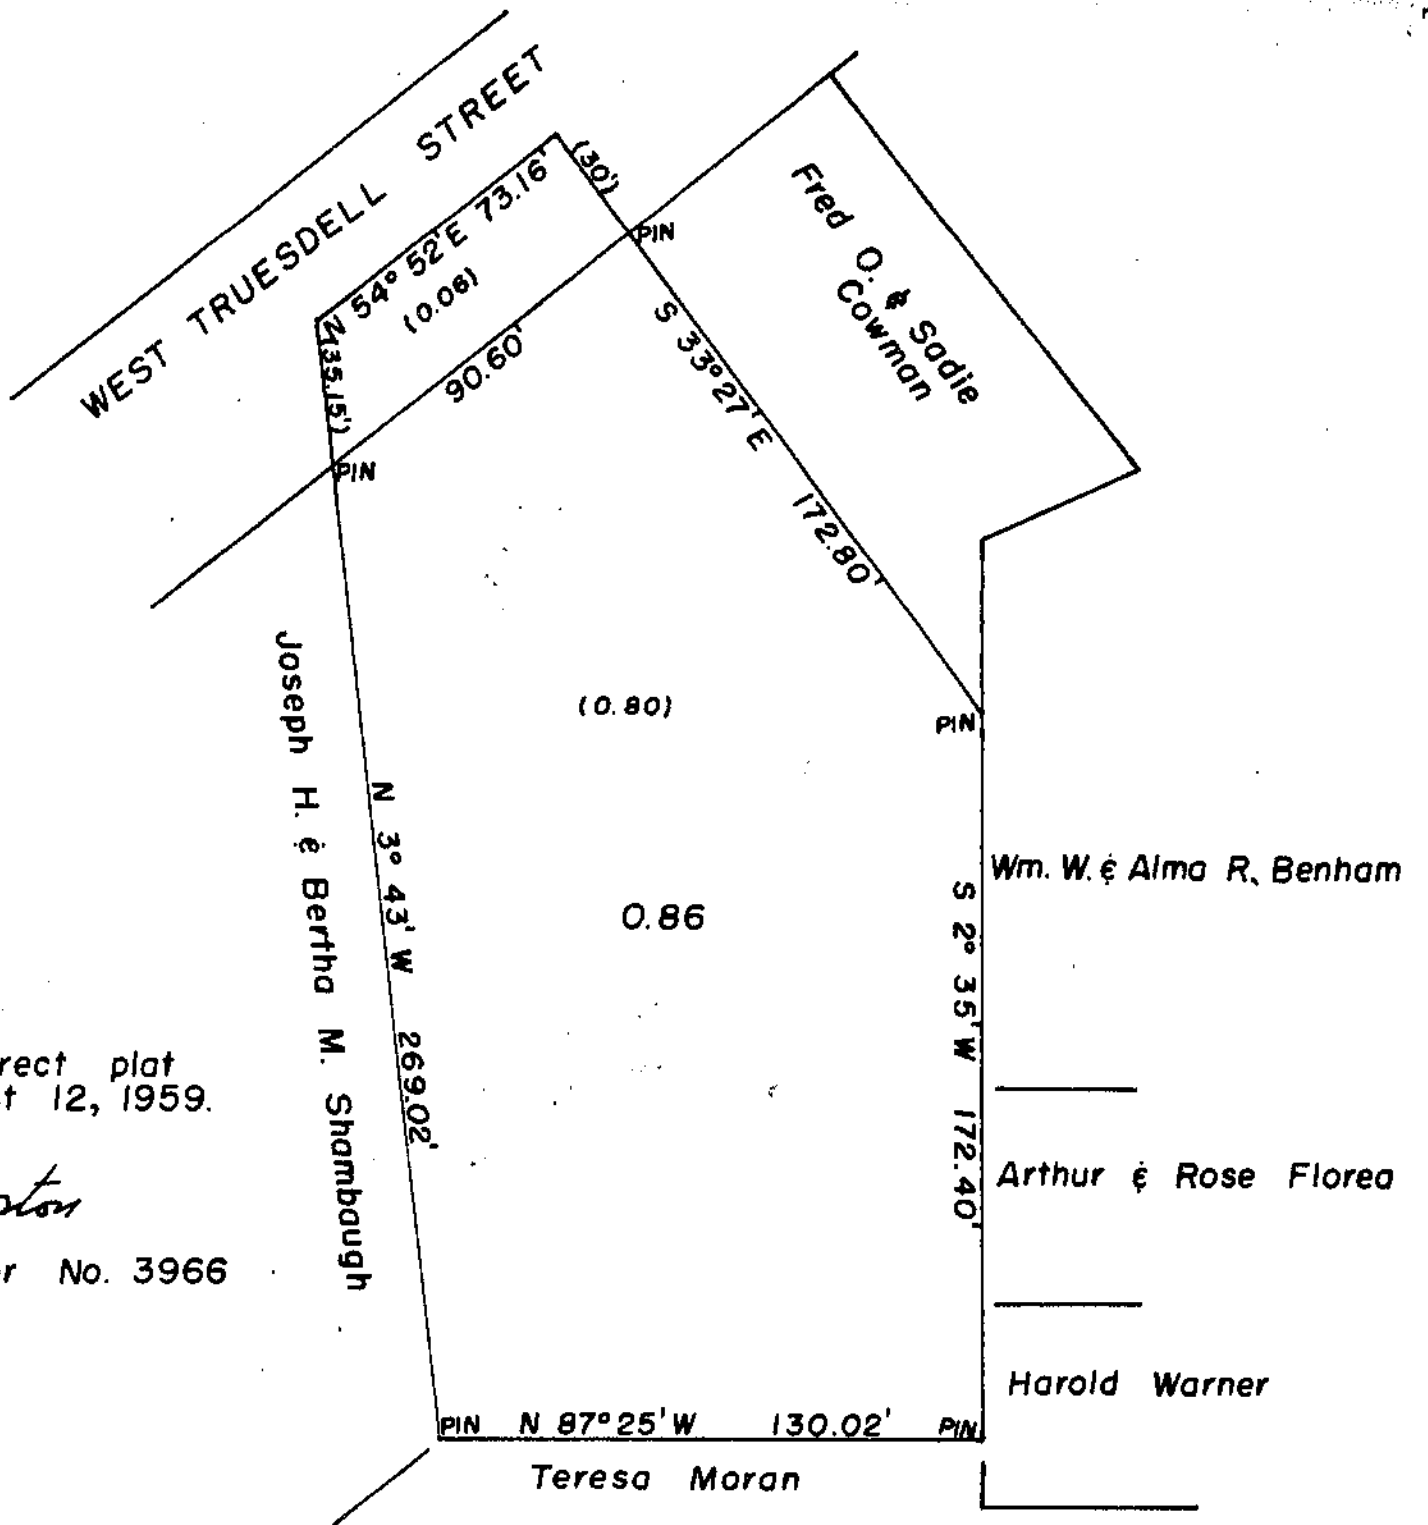 WEST TRUESDELL STREET
N 54° 52' E 73.16'
(30')
(0.06)
(35.15')
90.60'
PIN
PIN
Fred O. & Sadie
Cowman
S 33° 27' E 172.80'
Joseph H. & Bertha M. Shambaugh
N 3° 43' W 269.02'
(0.80)
PIN
0.86
Wm. W. & Alma R. Benham
S 2° 35' W 172.40'
rect plat
t 12, 1959.
Arthur & Rose Florea
r No. 3966
Harold Warner
PIN N 87° 25' W 130.02' PIN
Teresa Moran